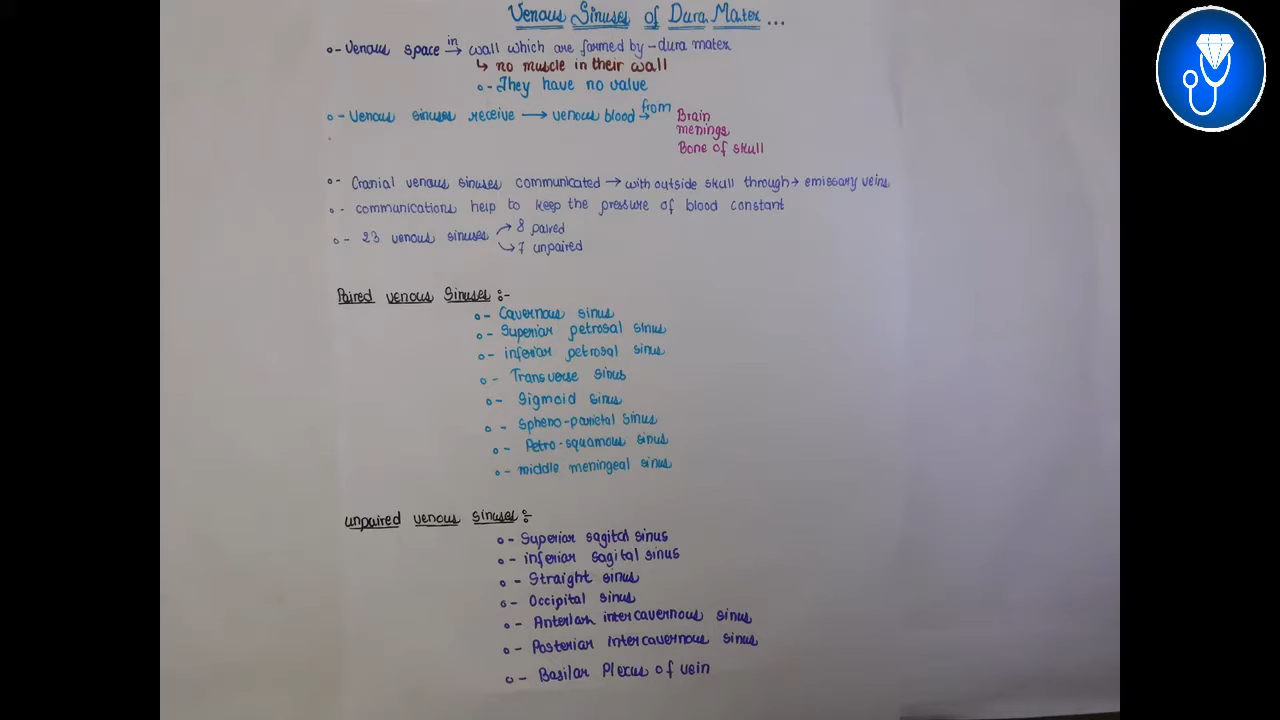 Venous Sinuses of Dura Mater...
o- Venous space in → wall which are formed by - dura mater
↳ no muscle in their wall
o- They have no value
o- Venous sinuses receive → venous blood from → Brain
menings
Bone of skull
o- Cranial venous sinuses communicated → with outside skull through → emissary veins
o- communications help to keep the pressure of blood constant
o- 23 venous sinuses → 8 paired
→ 7 unpaired
Paired venous Sinuses :-
o- Cavernous sinus
o- Superior petrosal sinus
o- inferior petrosal sinus
o- Transverse sinus
o- Sigmoid sinus
o- Spheno-parietal sinus
o- Petro-squamous sinus
o- middle meningeal sinus
unpaired venous sinuses :-
o- Superior sagital sinus
o- inferior sagital sinus
o- Straight sinus
o- Occipital sinus
o- Anterior intercavernous sinus
o- Posterior intercavernous sinus
o- Basilar Plexus of vein